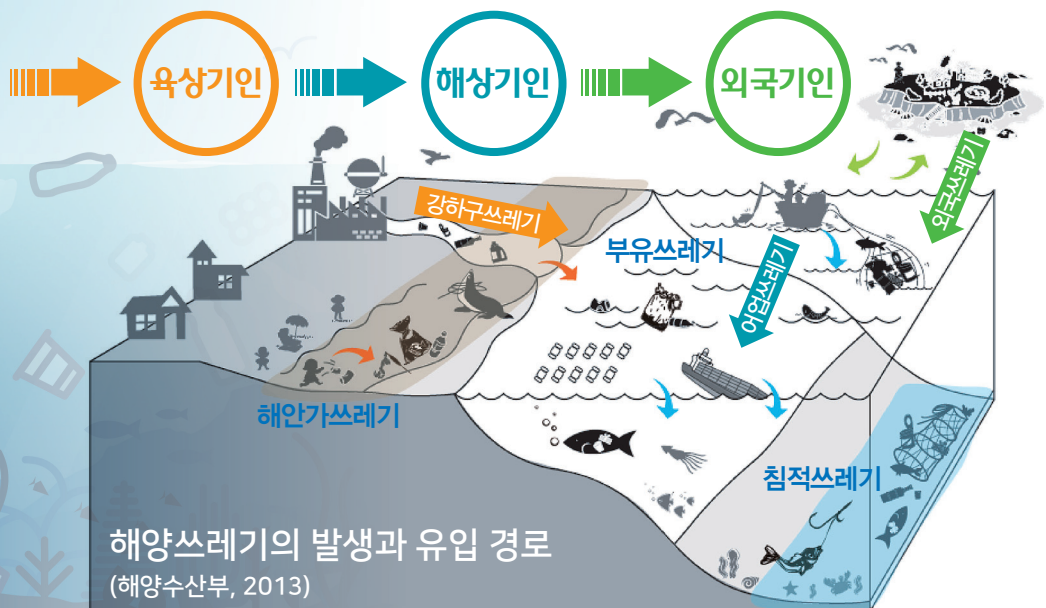 육상기인
해상기인
외국기인
강하구쓰레기
외국쓰레기
부유쓰레기
어업쓰레기
해안가쓰레기
침적쓰레기
해양쓰레기의 발생과 유입 경로
(해양수산부, 2013)